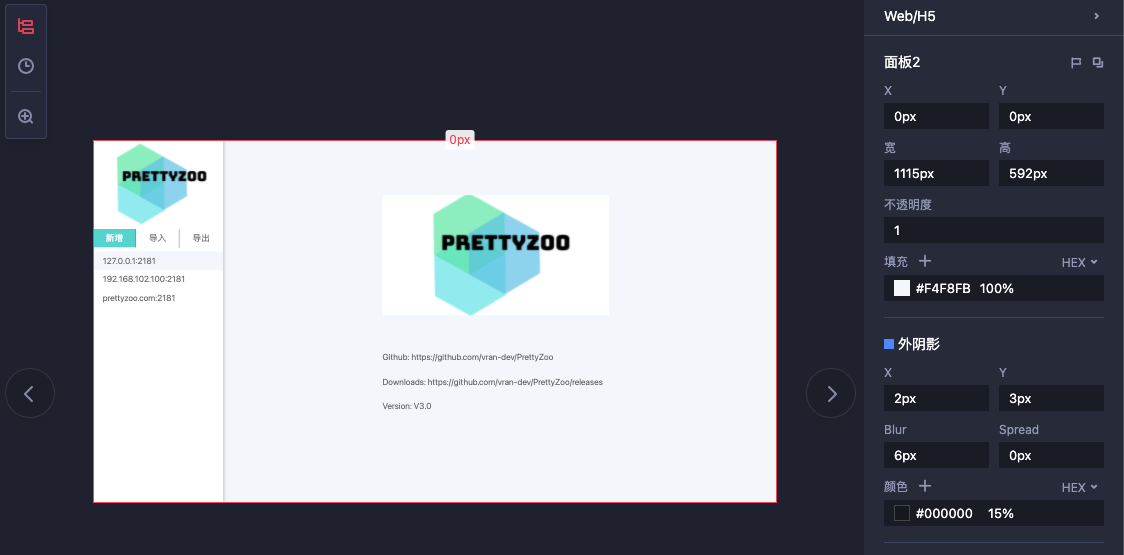 0px
PRETTYZOO
新增 导入 导出
127.0.0.1:2181
192.168.102.100:2181
prettyzoo.com:2181
PRETTYZOO
Github: https://github.com/vran-dev/PrettyZoo
Downloads: https://github.com/vran-dev/PrettyZoo/releases
Version: V3.0
Web/H5
面板2
X Y
0px 0px
宽 高
1115px 592px
不透明度
1
填充 HEX
#F4F8FB 100%
外阴影
X Y
2px 3px
Blur Spread
6px 0px
颜色 HEX
#000000 15%